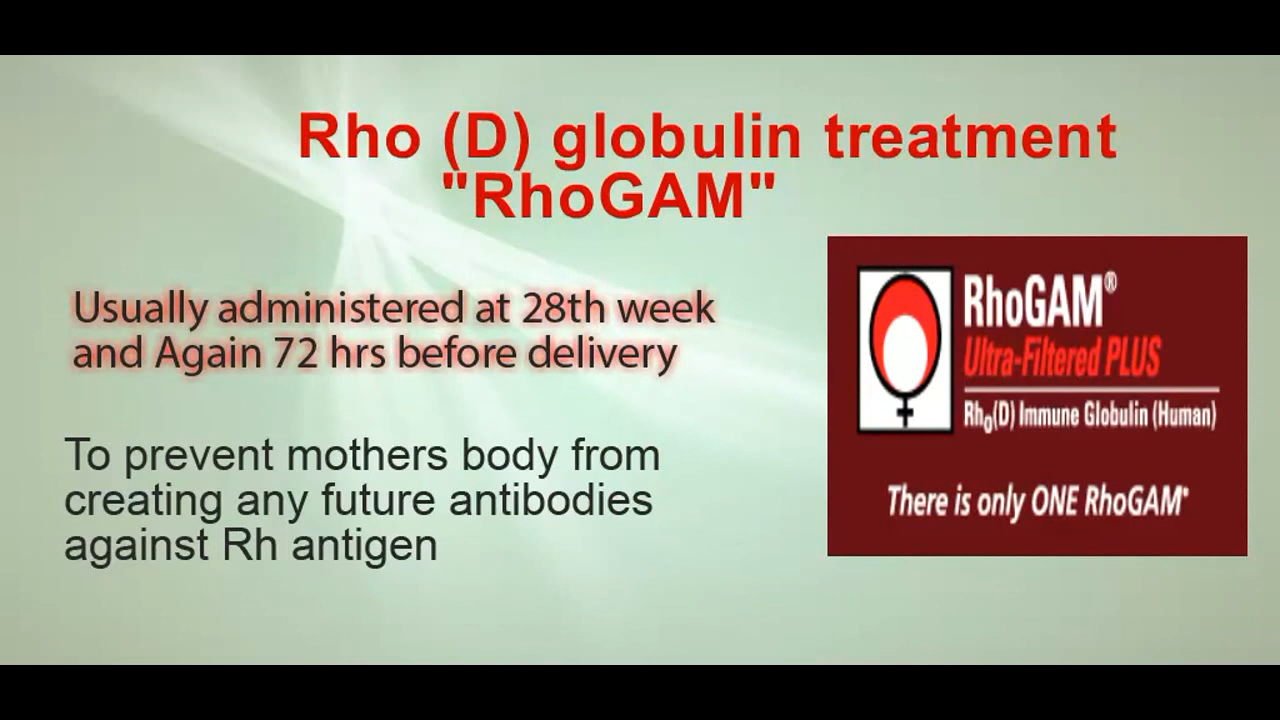 Rho (D) globulin treatment
"RhoGAM"
Usually administered at 28th week
and Again 72 hrs before delivery
To prevent mothers body from
creating any future antibodies
against Rh antigen
RhoGAM®
Ultra-Filtered PLUS
Rho(D) Immune Globulin (Human)
There is only ONE RhoGAM®